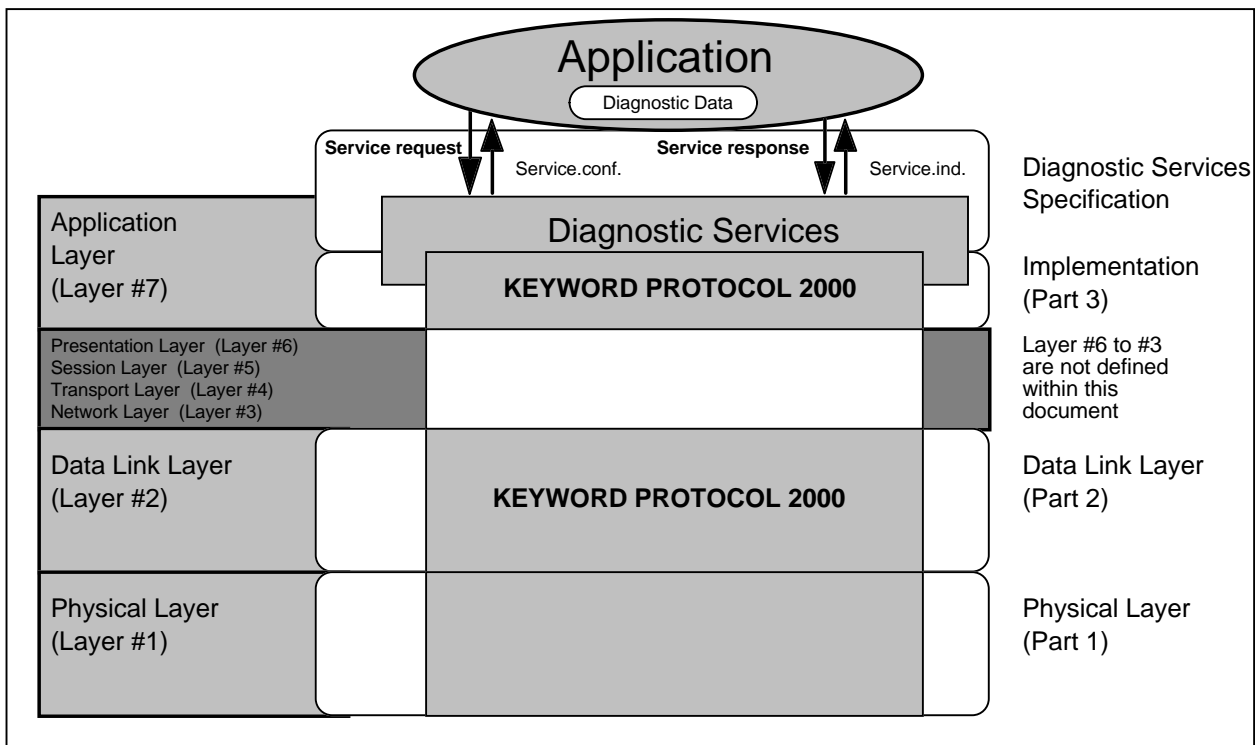 Application
Diagnostic Data
Service request
Service.conf.
Service response
Service.ind.
Diagnostic Services
Specification
Application
Layer
(Layer #7)
Diagnostic Services
KEYWORD PROTOCOL 2000
Implementation
(Part 3)
Presentation Layer (Layer #6)
Session Layer (Layer #5)
Transport Layer (Layer #4)
Network Layer (Layer #3)
Layer #6 to #3
are not defined
within this
document
Data Link Layer
(Layer #2)
KEYWORD PROTOCOL 2000
Data Link Layer
(Part 2)
Physical Layer
(Layer #1)
Physical Layer
(Part 1)